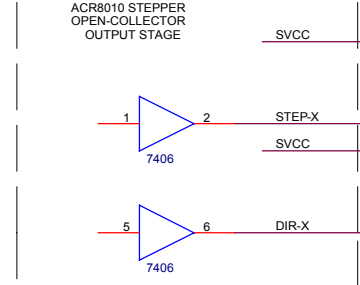 ACR8010 STEPPER
OPEN-COLLECTOR
OUTPUT STAGE
SVCC
1
2
STEP-X
7406
SVCC
5
6
DIR-X
7406